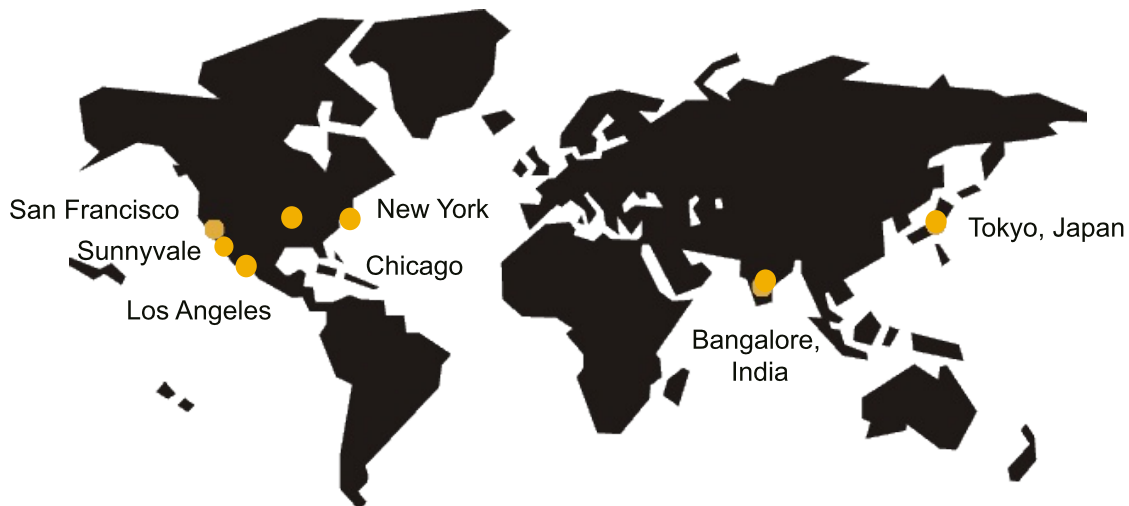 San Francisco
New York
Sunnyvale
Chicago
Los Angeles
Tokyo, Japan
Bangalore,
India